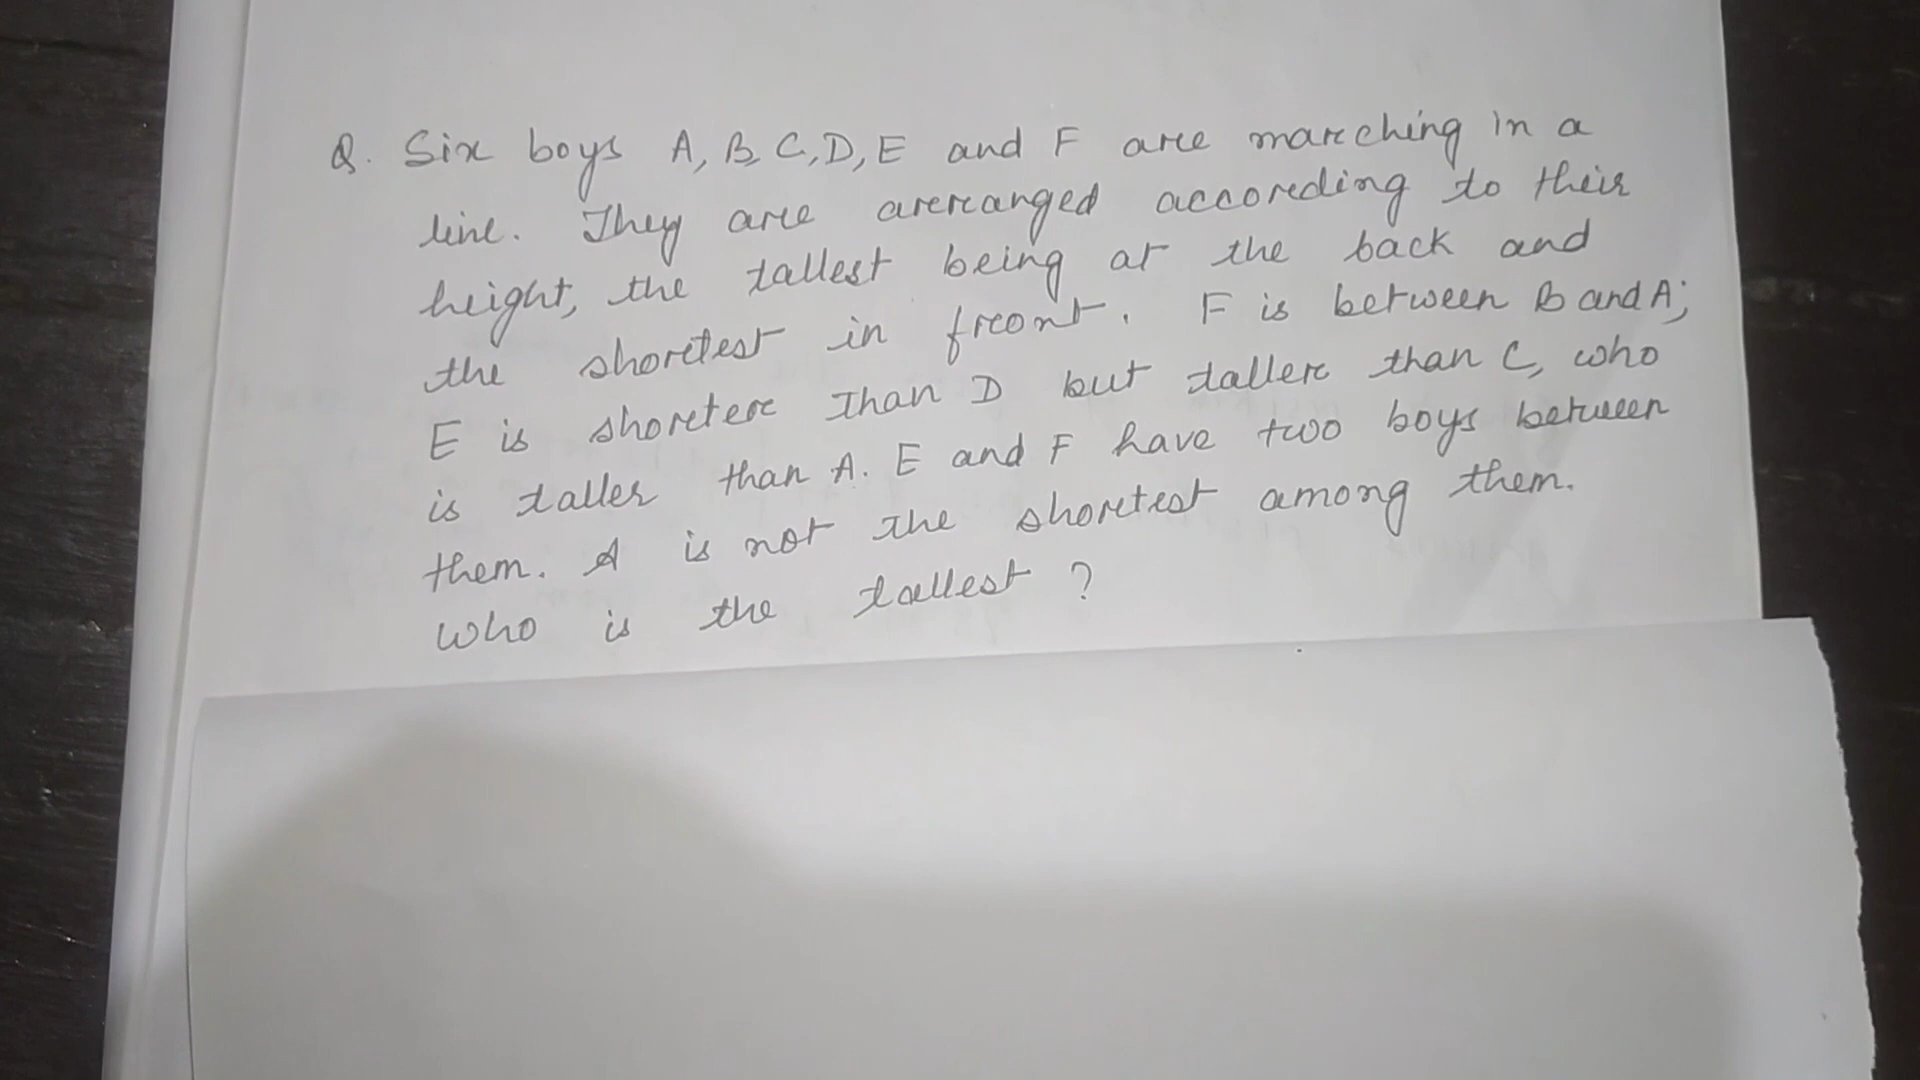 Q. Six boys A, B, C, D, E and F are marching in a
line. They are arranged according to their
height, the tallest being at the back and
the shortest in front. F is between B and A;
E is shorter than D but taller than C, who
is taller than A. E and F have two boys between
them. A is not the shortest among them.
Who is the tallest ?